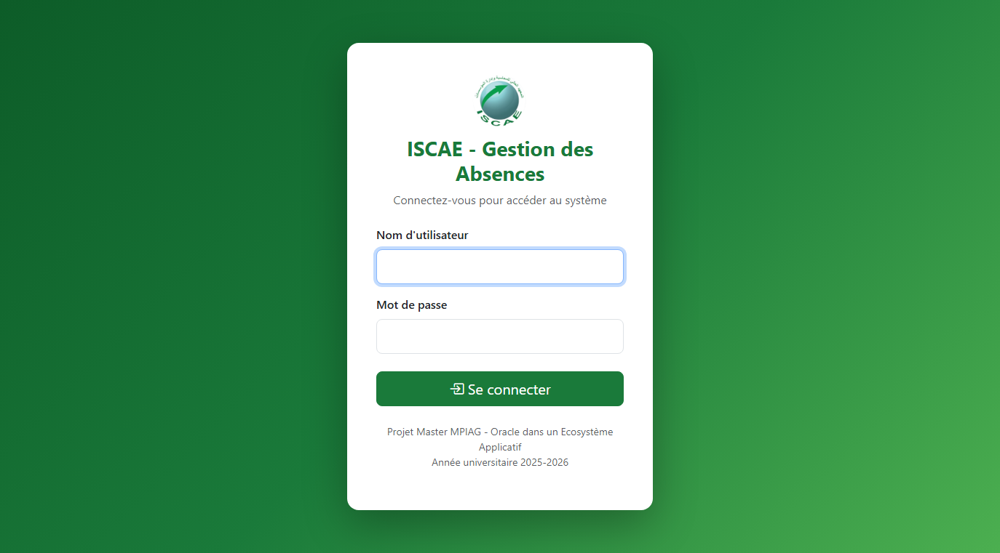 ISCAE
ISCAE - Gestion des
Absences
Connectez-vous pour accéder au système
Nom d'utilisateur
Mot de passe
Se connecter
Projet Master MPIAG - Oracle dans un Ecosystème
Applicatif
Année universitaire 2025-2026